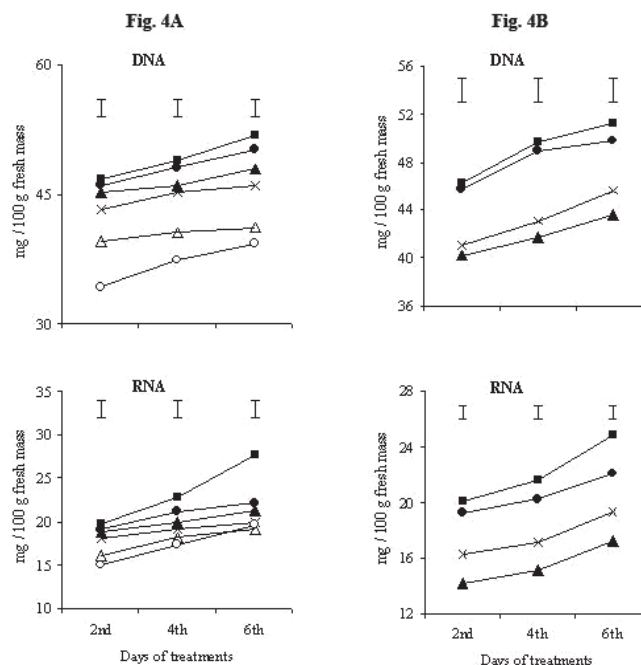 Fig. 4A
DNA
mg / 100 g fresh mass
60
45
30
RNA
mg / 100 g fresh mass
35
30
25
20
15
10
2nd 4th 6th
Days of treatments
Fig. 4B
DNA
mg / 100 g fresh mass
56
52
48
44
40
36
RNA
mg / 100 g fresh mass
28
24
20
16
12
2nd 4th 6th
Days of treatments